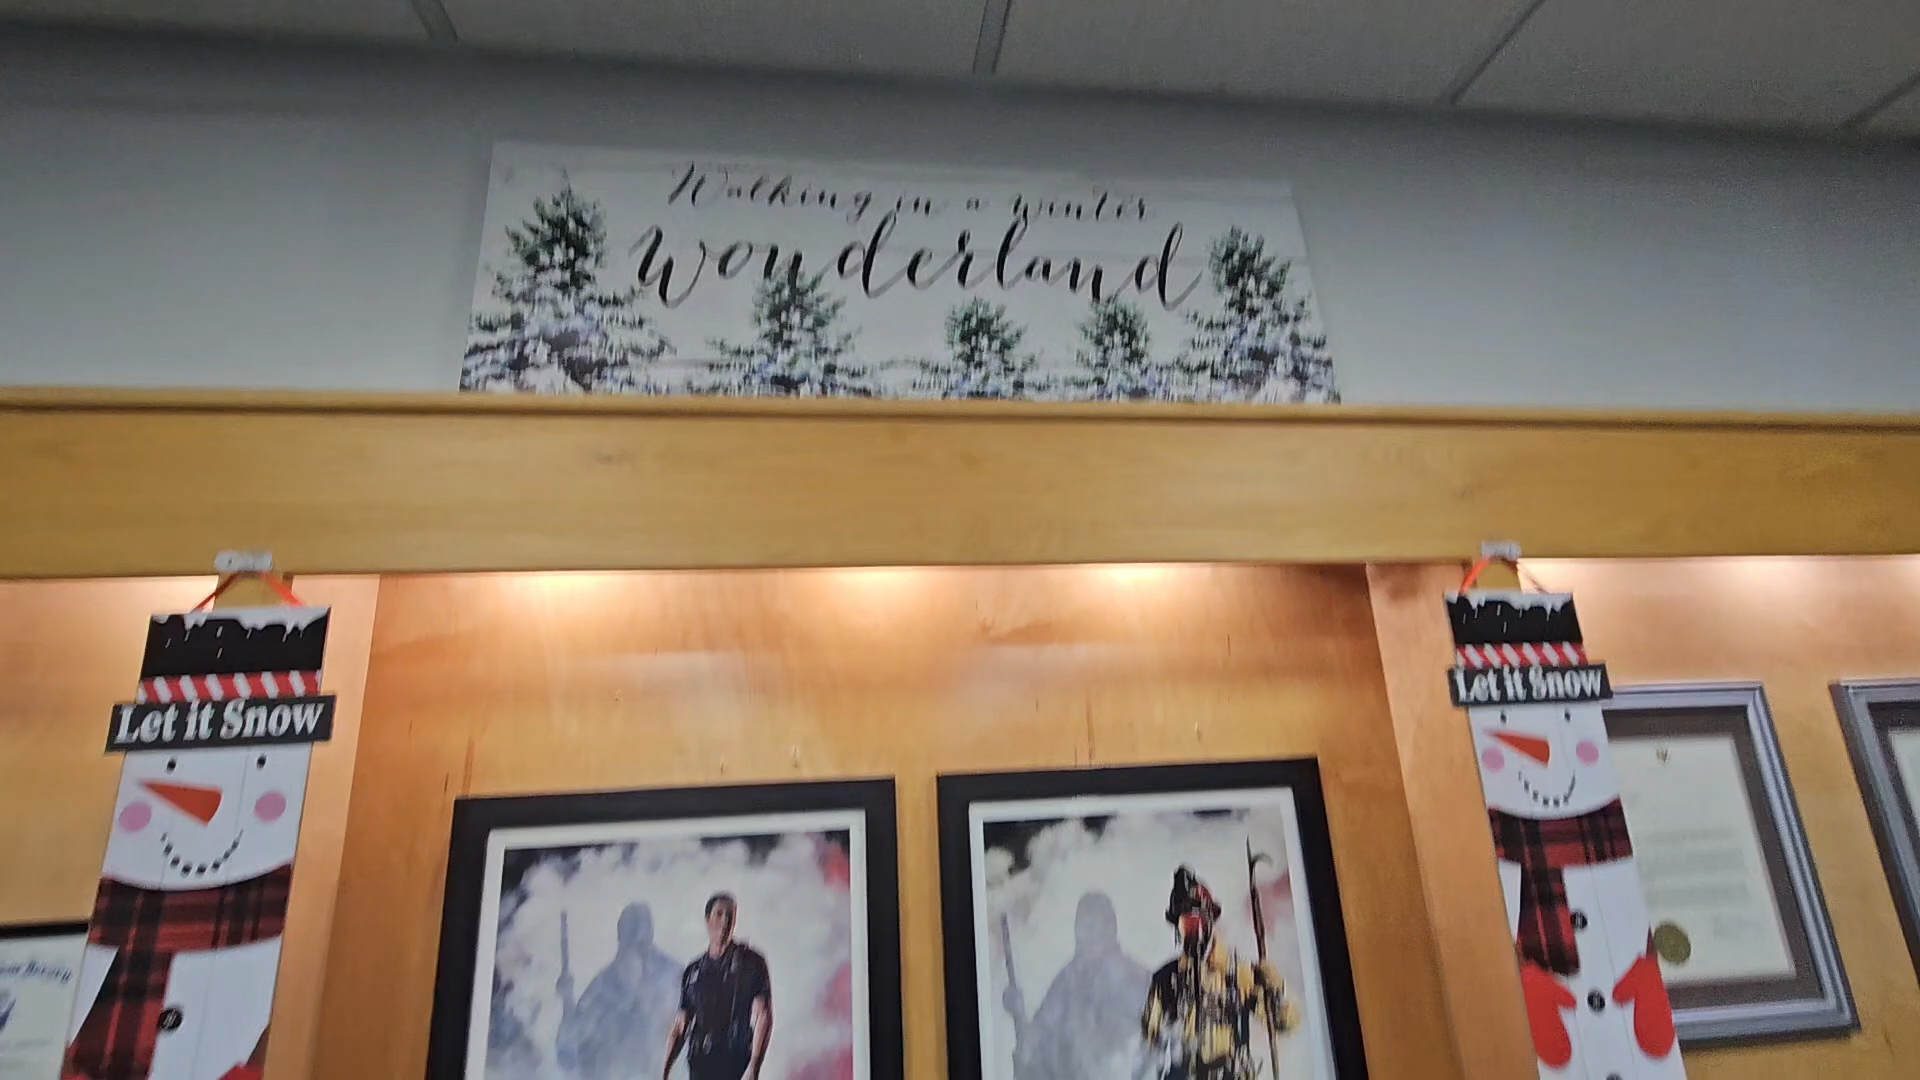 Walking in a winter
wonderland
Let it Snow
Let it Snow